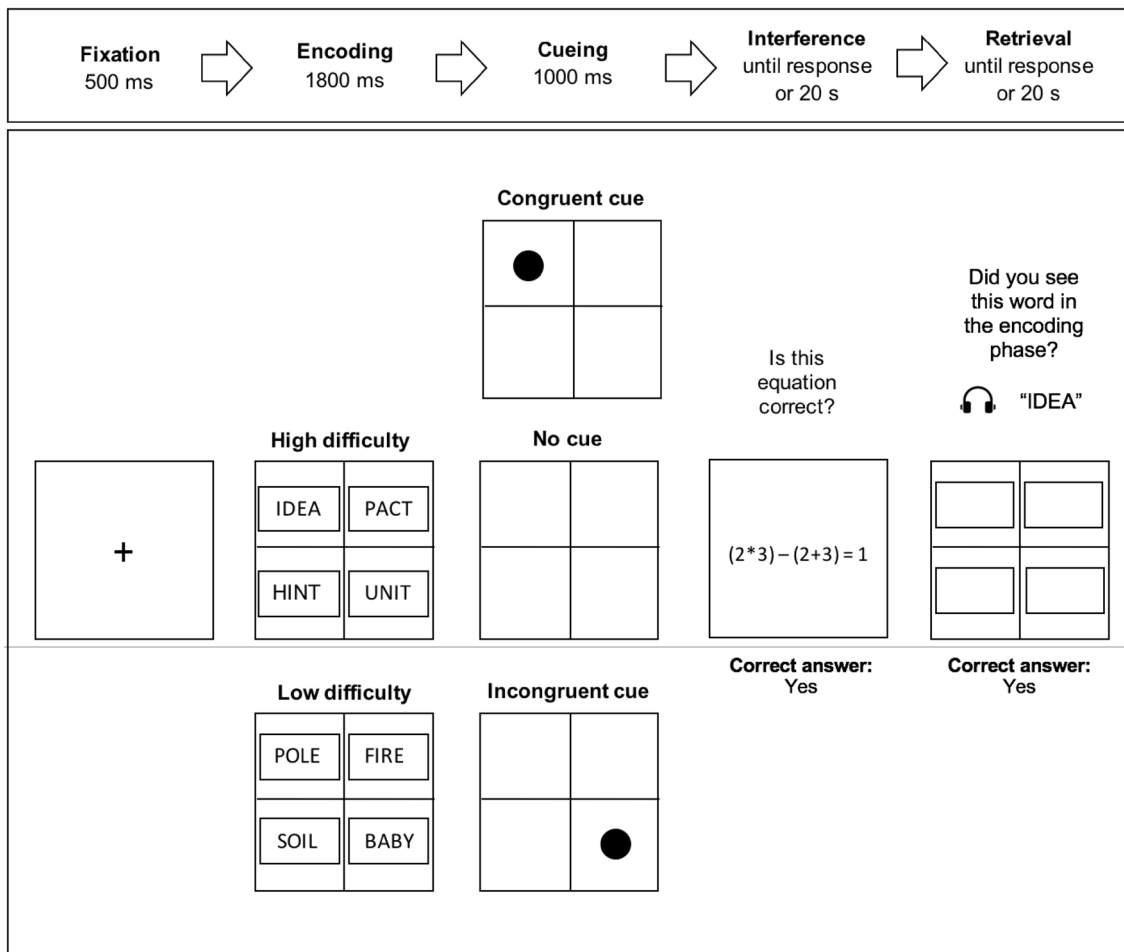 Fixation
500 ms
Encoding
1800 ms
Cueing
1000 ms
Interference
until response
or 20 s
Retrieval
until response
or 20 s
Congruent cue
Did you see
this word in
the encoding
phase?
"IDEA"
Is this
equation
correct?
High difficulty
No cue
+
IDEA PACT
HINT UNIT
(2*3) – (2+3) = 1
Correct answer:
Yes
Correct answer:
Yes
Low difficulty
Incongruent cue
POLE FIRE
SOIL BABY